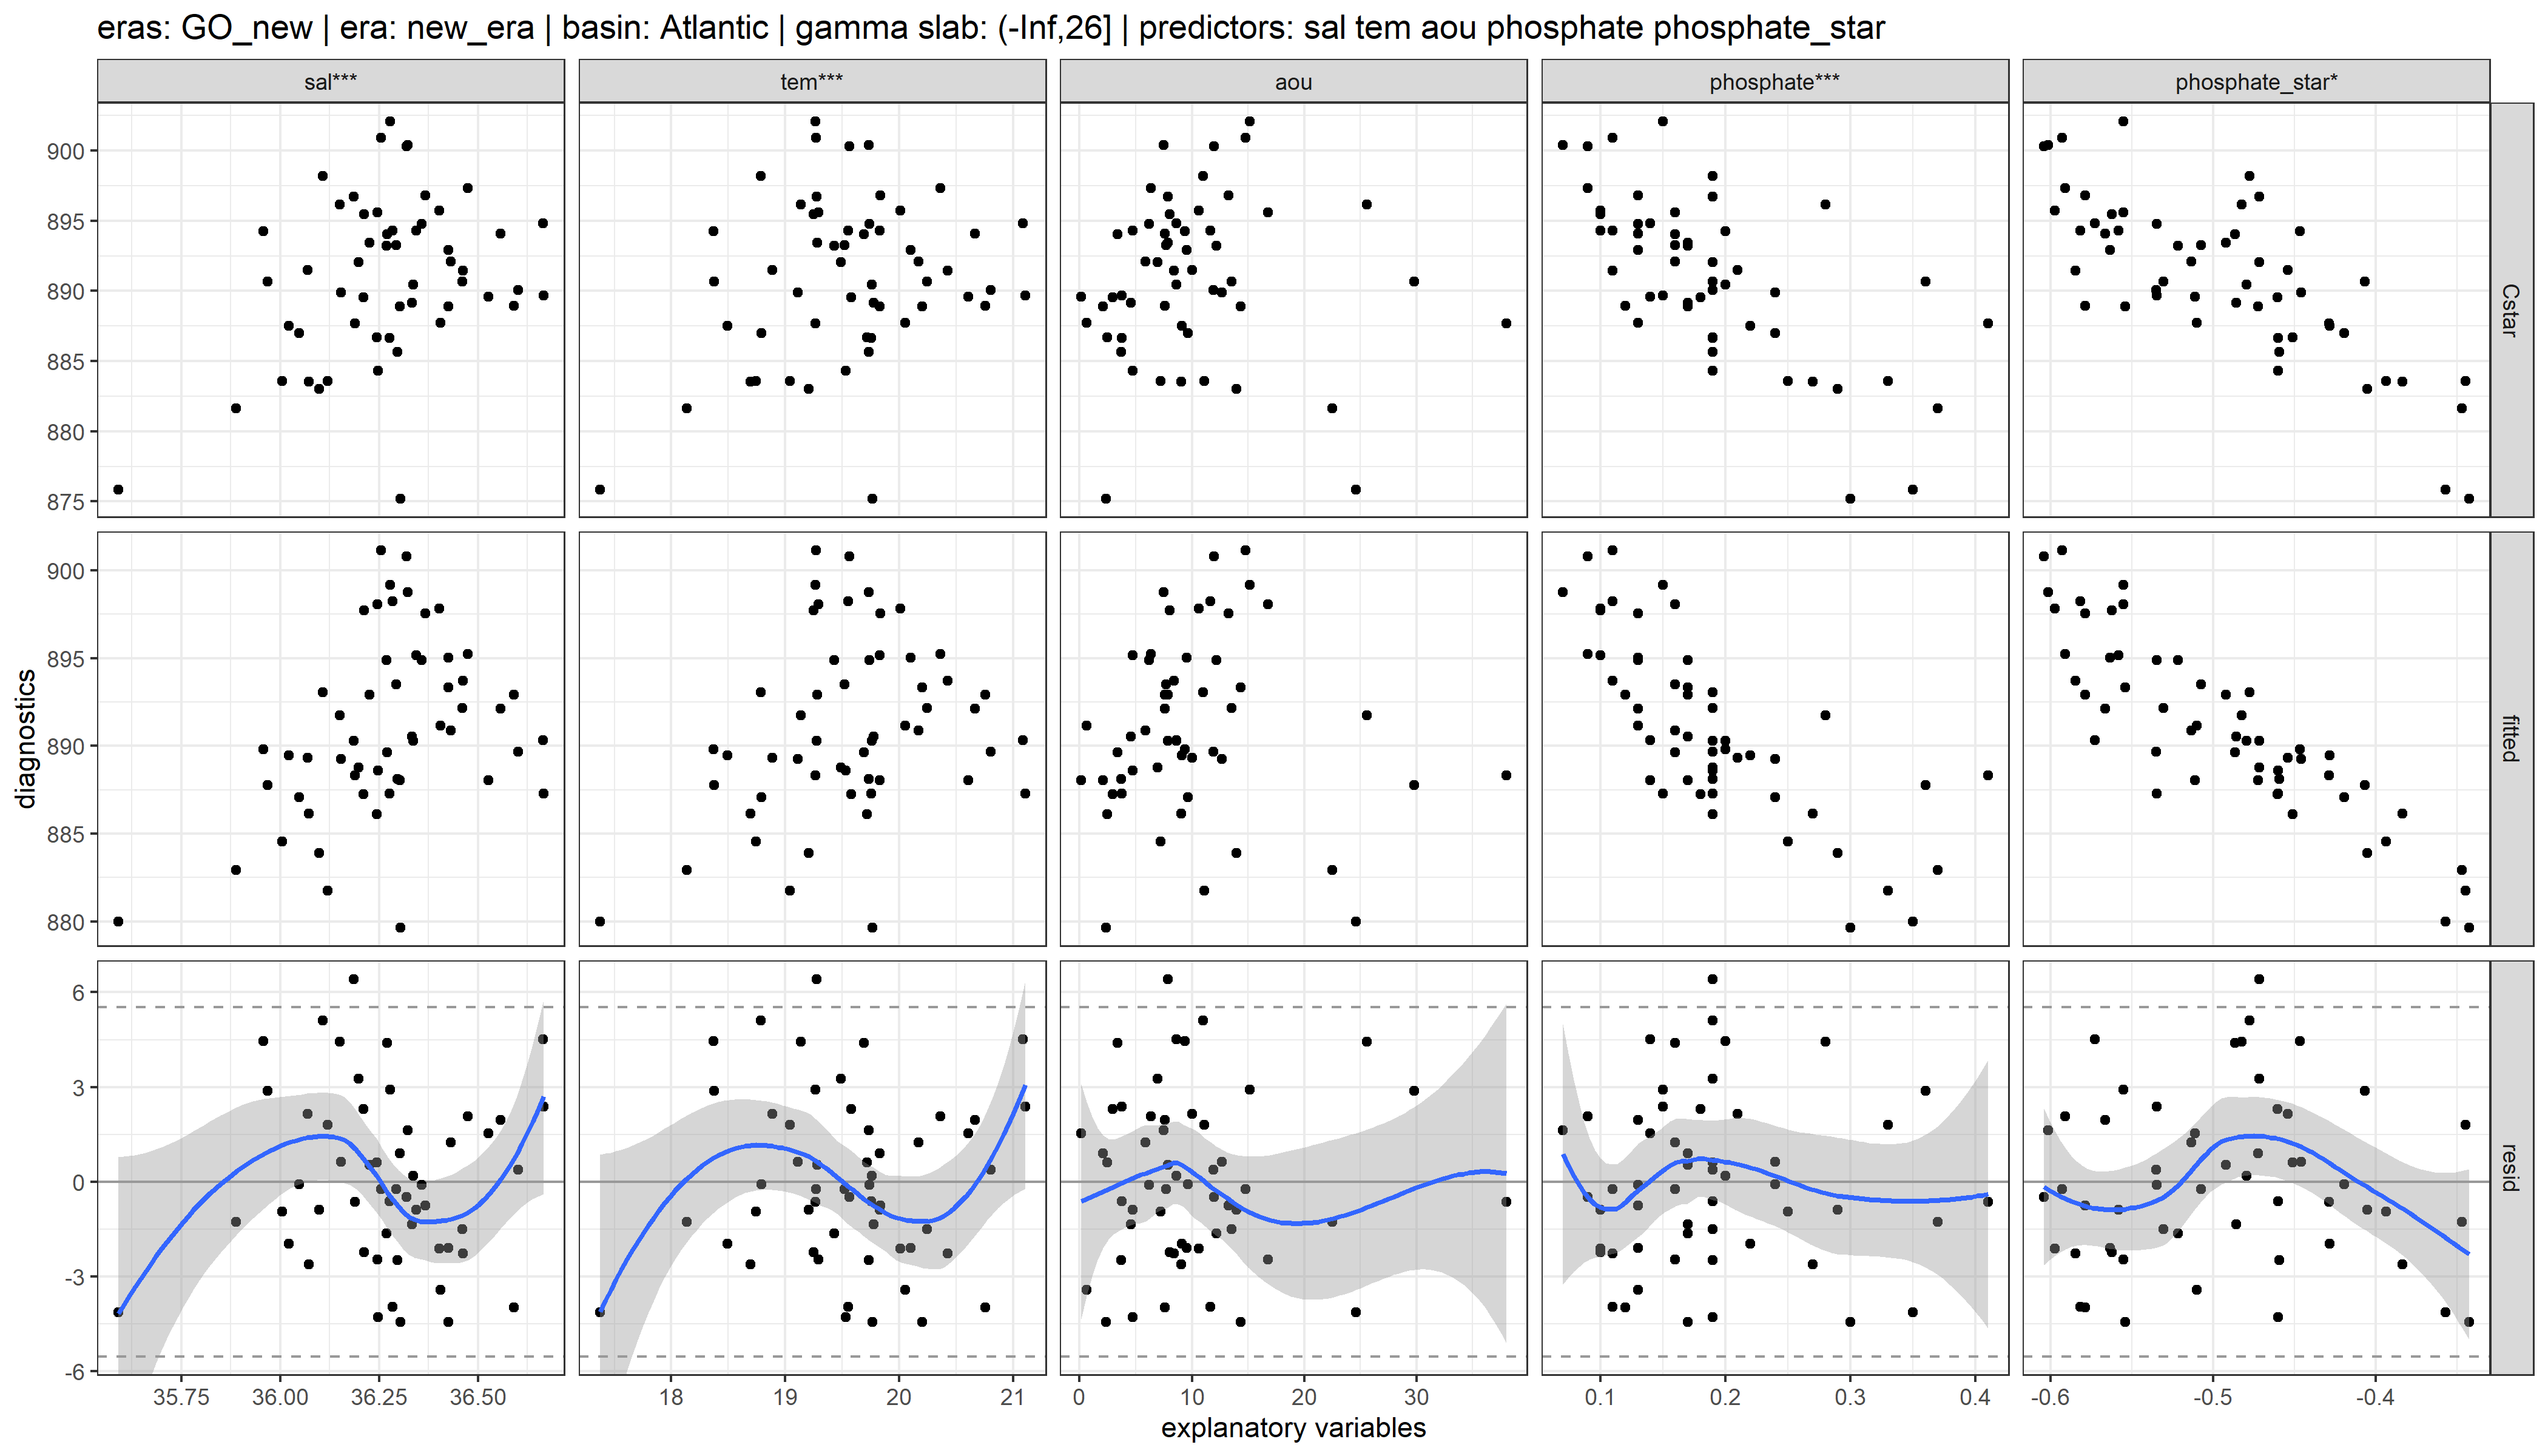 eras: GO_new | era: new_era | basin: Atlantic | gamma slab: (-Inf,26] | predictors: sal tem aou phosphate phosphate_star
sal*** tem*** aou phosphate*** phosphate_star*
900
895
890
885
880
875
Cstar
900
895
890
885
880
fitted
diagnostics
6
3
0
-3
-6
resid
35.75 36.00 36.25 36.50 18 19 20 21 0 10 20 30 0.1 0.2 0.3 0.4 -0.6 -0.5 -0.4
explanatory variables